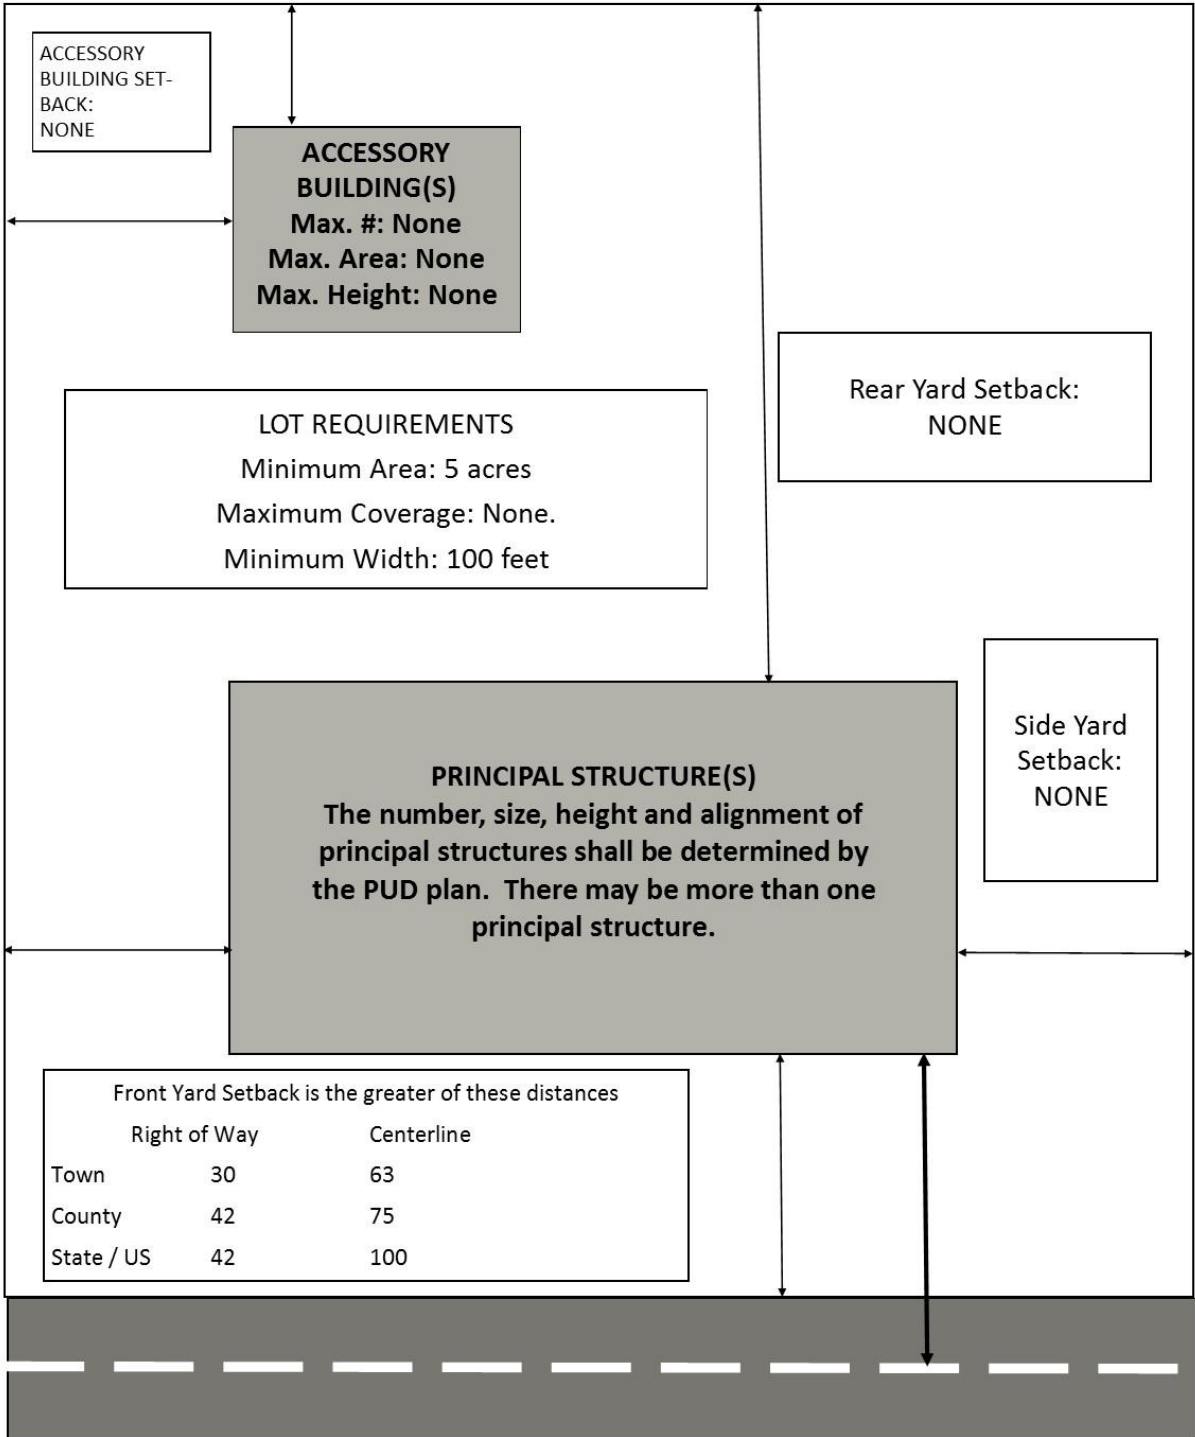 ACCESSORY
BUILDING SET-
BACK:
NONE
ACCESSORY
BUILDING(S)
Max. #: None
Max. Area: None
Max. Height: None
Rear Yard Setback:
NONE
LOT REQUIREMENTS
Minimum Area: 5 acres
Maximum Coverage: None.
Minimum Width: 100 feet
Side Yard
Setback:
NONE
PRINCIPAL STRUCTURE(S)
The number, size, height and alignment of
principal structures shall be determined by
the PUD plan.  There may be more than one
principal structure.
Front Yard Setback is the greater of these distances
Right of Way Centerline
Town 30 63
County 42 75
State / US 42 100